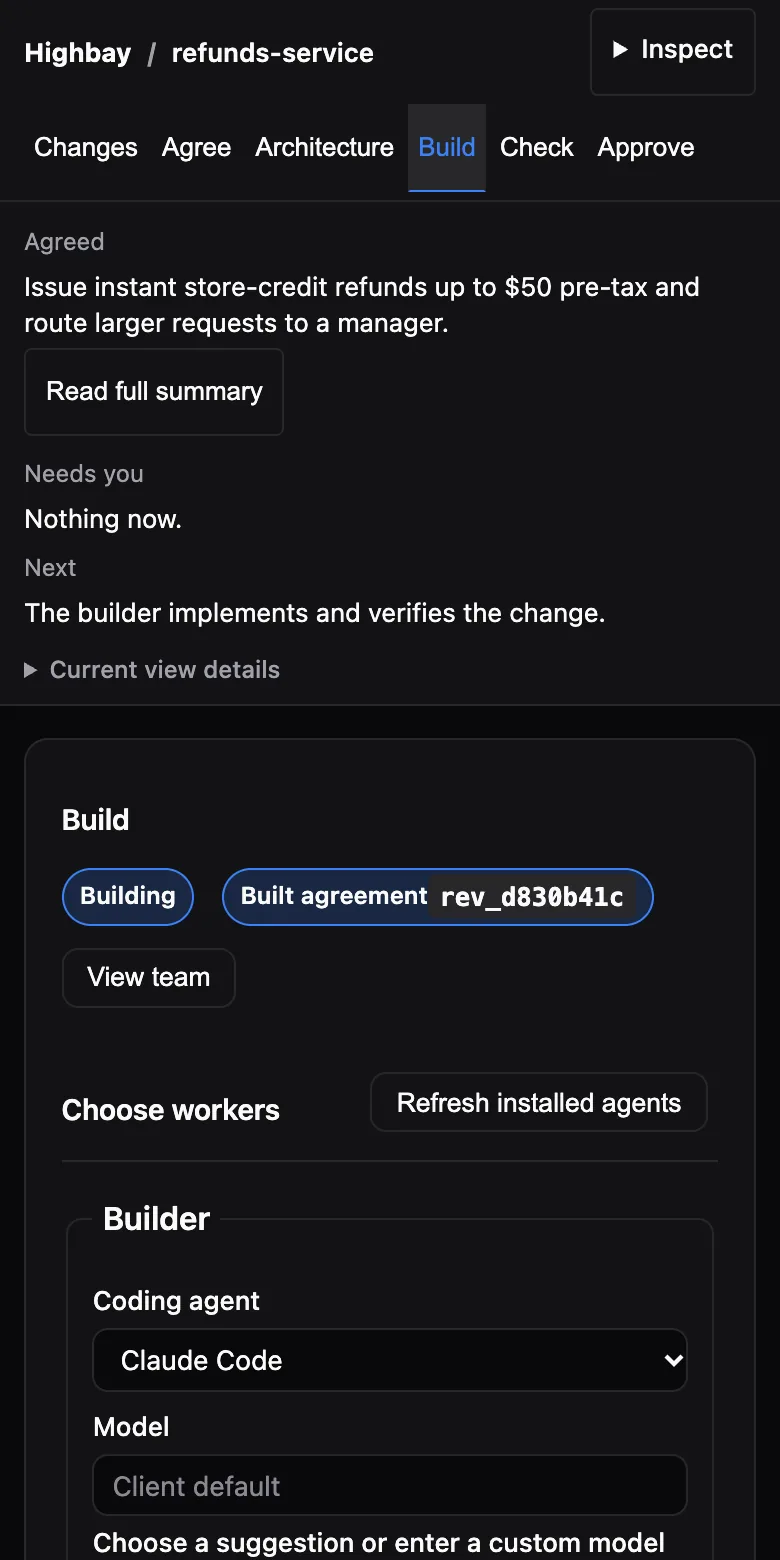 Highbay / refunds-service
▶ Inspect
Changes Agree Architecture Build Check Approve
Agreed
Issue instant store-credit refunds up to $50 pre-tax and
route larger requests to a manager.
Read full summary
Needs you
Nothing now.
Next
The builder implements and verifies the change.
▶ Current view details
Build
Building Built agreement rev_d830b41c
View team
Choose workers Refresh installed agents
Builder
Coding agent
Claude Code
Model
Client default
Choose a suggestion or enter a custom model